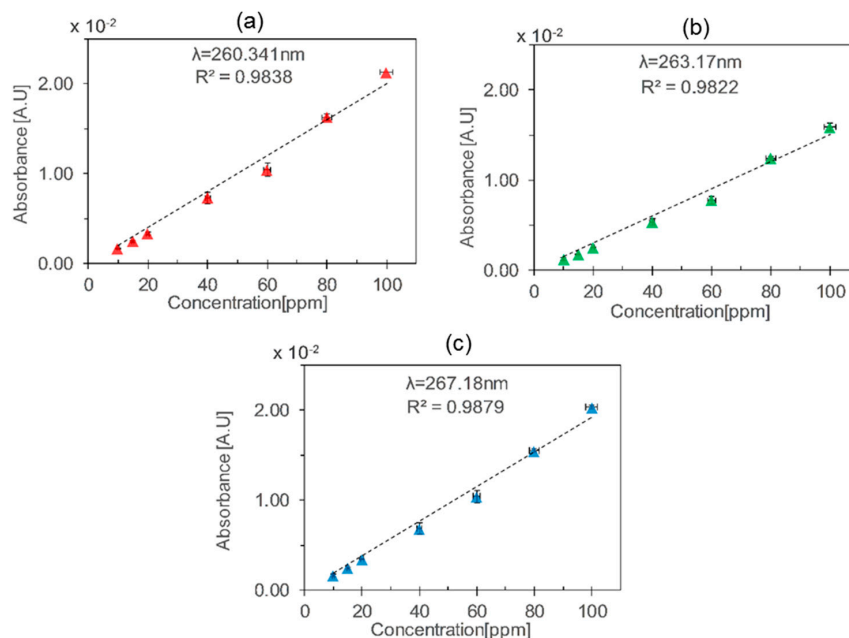 (a)
x 10⁻²
λ=260.341nm
R² = 0.9838
Absorbance [A.U]
2.00
1.00
0.00
0 20 40 60 80 100
Concentration[ppm]
(b)
x 10⁻²
λ=263.17nm
R² = 0.9822
Absorbance [A.U]
2.00
1.00
0.00
0 20 40 60 80 100
Concentration[ppm]
(c)
x 10⁻²
λ=267.18nm
R² = 0.9879
Absorbance [A.U]
2.00
1.00
0.00
0 20 40 60 80 100
Concentration[ppm]